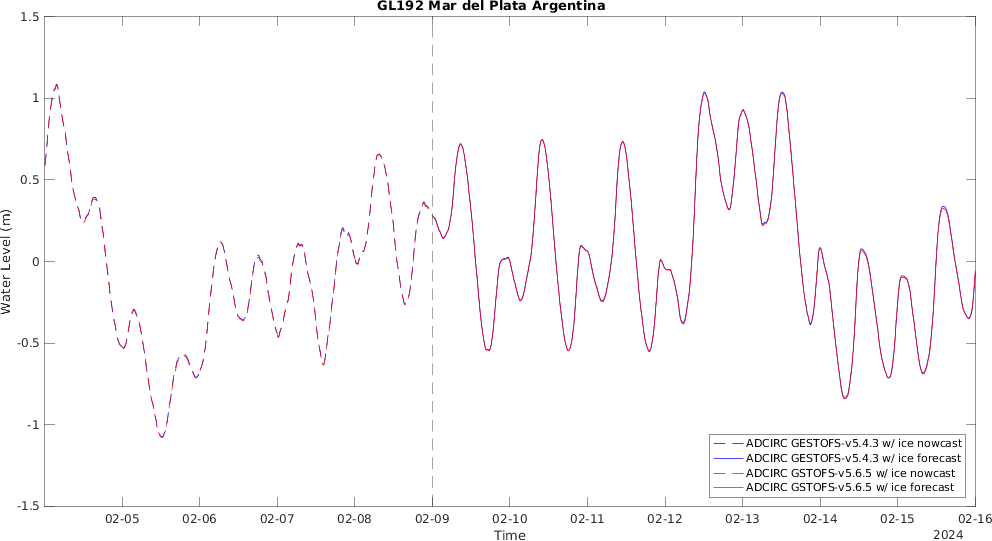 GL192 Mar del Plata Argentina
Water Level (m)
1.5
1
0.5
0
-0.5
-1
-1.5
02-05
02-06
02-07
02-08
02-09
02-10
02-11
02-12
02-13
02-14
02-15
02-16
Time
2024
ADCIRC GESTOFS-v5.4.3 w/ ice nowcast
ADCIRC GESTOFS-v5.4.3 w/ ice forecast
ADCIRC GSTOFS-v5.6.5 w/ ice nowcast
ADCIRC GSTOFS-v5.6.5 w/ ice forecast